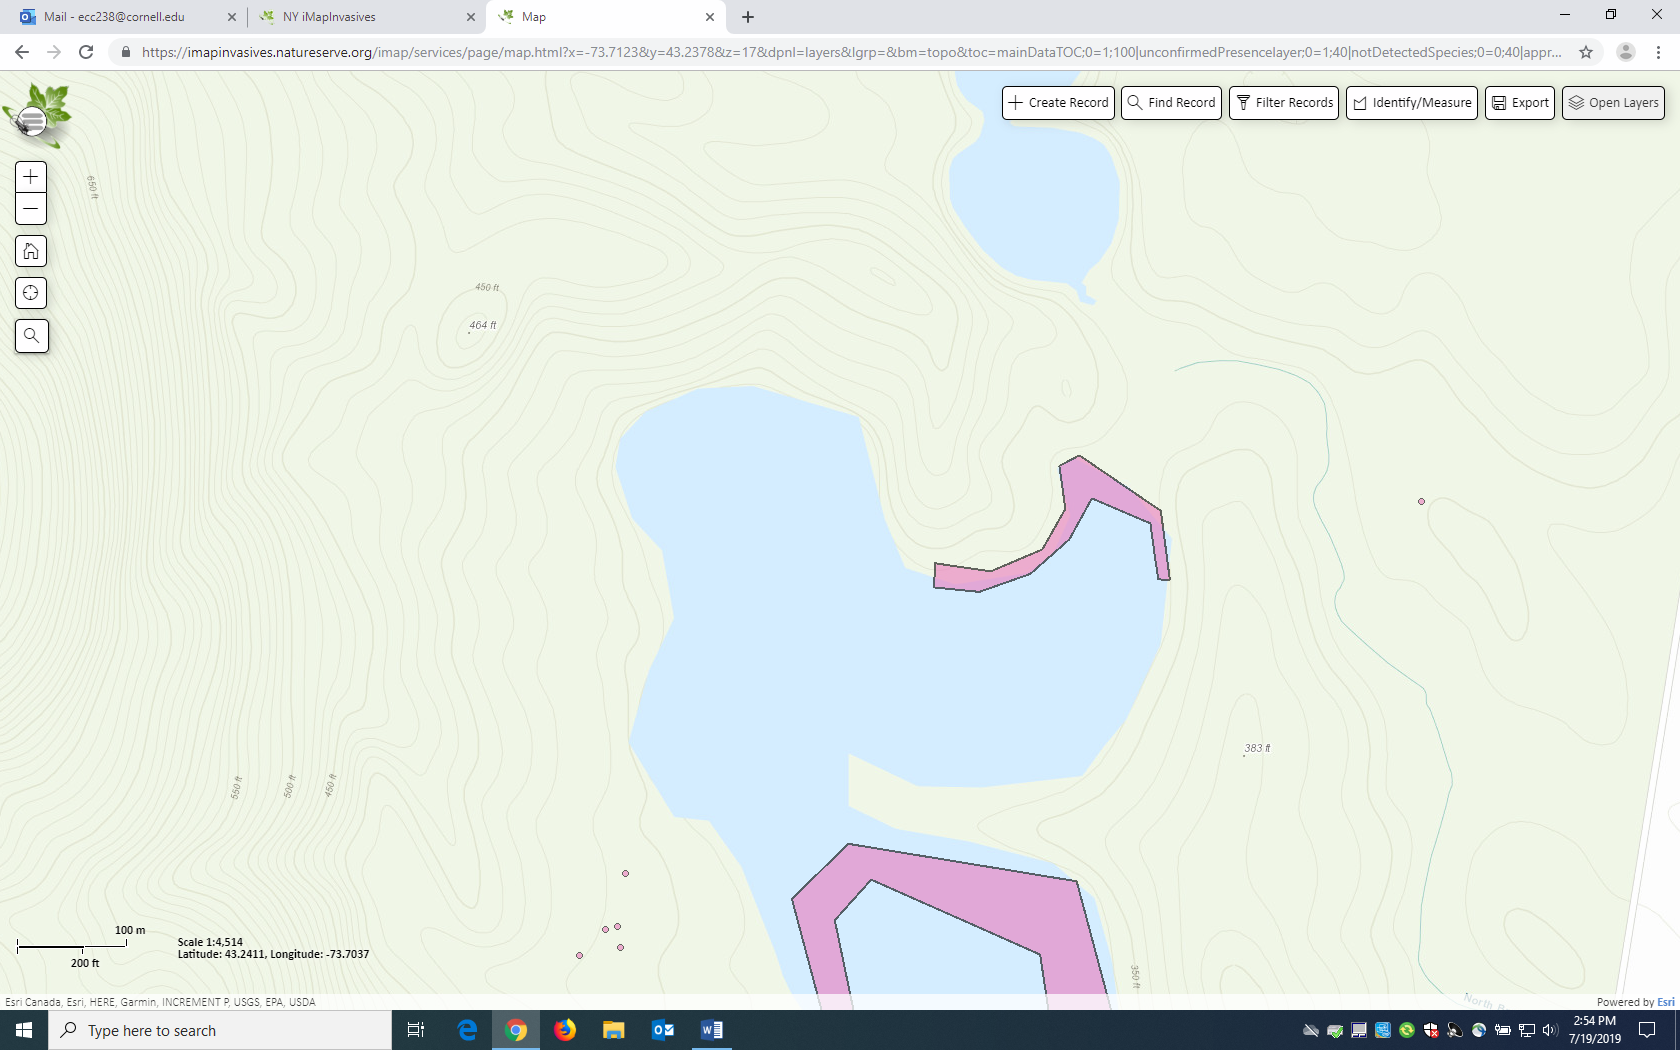 Mail - ecc238@cornell.edu
NY iMapInvasives
Map
https://imapinvasives.natureserve.org/imap/services/page/map.html?x=-73.7123&y=43.2378&z=17&dpnl=layers&lgrp=&bm=topo&toc=mainDataTOC;0=1;100|unconfirmedPresencelayer;0=1;40|notDetectedSpecies;0=0;40|appr...
Create Record
Find Record
Filter Records
Identify/Measure
Export
Open Layers
650 ft
450 ft
464 ft
383 ft
550 ft
500 ft
450 ft
350 ft
100 m
200 ft
Scale 1:4,514
Latitude: 43.2411, Longitude: -73.7037
North
Esri Canada, Esri, HERE, Garmin, INCREMENT P, USGS, EPA, USDA
Powered by Esri
Type here to search
2:54 PM
7/19/2019